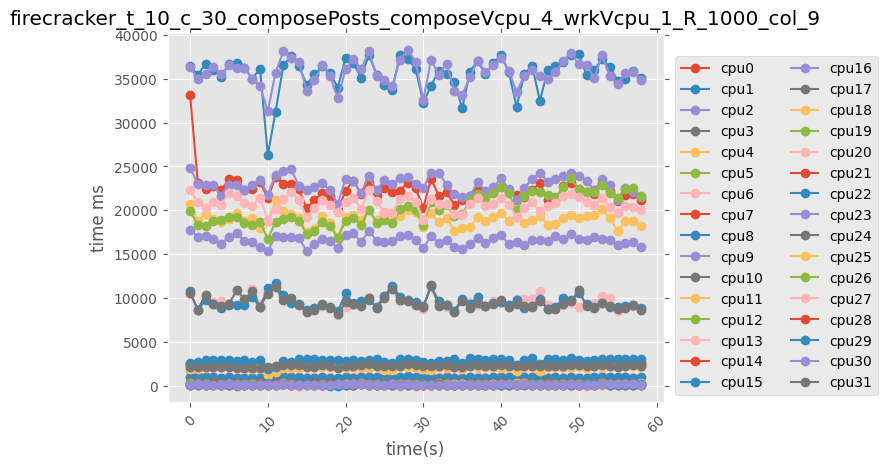 firecracker_t_10_c_30_composePosts_composeVcpu_4_wrkVcpu_1_R_1000_col_9
40000
35000
30000
25000
20000
15000
10000
5000
0
time ms
0
10
20
30
40
50
60
time(s)
cpu0
cpu1
cpu2
cpu3
cpu4
cpu5
cpu6
cpu7
cpu8
cpu9
cpu10
cpu11
cpu12
cpu13
cpu14
cpu15
cpu16
cpu17
cpu18
cpu19
cpu20
cpu21
cpu22
cpu23
cpu24
cpu25
cpu26
cpu27
cpu28
cpu29
cpu30
cpu31